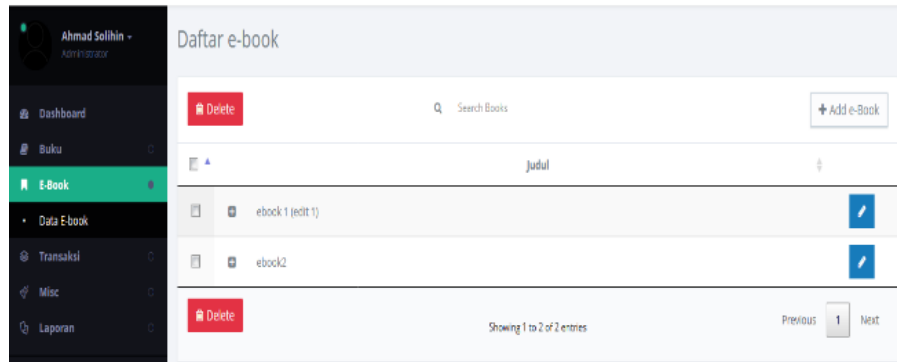 Ahmad Solihin
Administrator
Dashboard
Buku
E-Book
Data E-book
Transaksi
Misc
Laporan
Daftar e-book
Delete
Search Books
Add e-Book
Judul
ebook 1 (edit 1)
ebook2
Delete
Showing 1 to 2 of 2 entries
Previous 1 Next